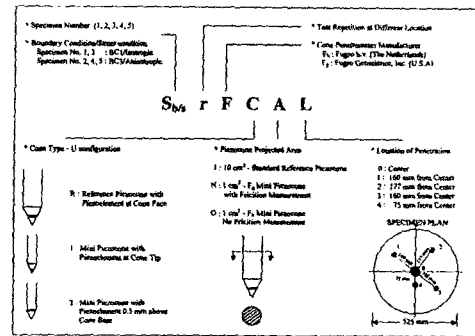 * Specimen Number (1, 2, 3, 4, 5)
* Boundary Condition/Stress condition
Specimen No. 1, 3 : BC1/Isotropic
Specimen No. 2, 4, 5 : BC3/Anisotropic
* Test Repetition at Different Location
* Cone Penetrometer Manufacturer
Fugro b.v. (The Netherlands)
Fugro Geoscience, Inc. (U.S.A)
S b/s r F C A L
* Cone Type - U configuration
R : Reference Piezocone with
Piezoelement at Cone Face
Mini Piezocone with
Piezoelement at Cone Tip
Mini Piezocone with
Piezoelement 0.5 mm above
Cone Base
* Piezocone Projected Area
10 cm² - Standard Reference Piezocone
1 cm² - Mini Piezocone
with Friction Measurement
1 cm² - Mini Piezocone
No Friction Measurement
* Location of Penetration
0 : Center
1 : 160 mm from Center
2 : 177 mm from Center
3 : 160 mm from Center
4 : 75 mm from Center
SPECIMEN PLAN
1
2
3
4
525 mm